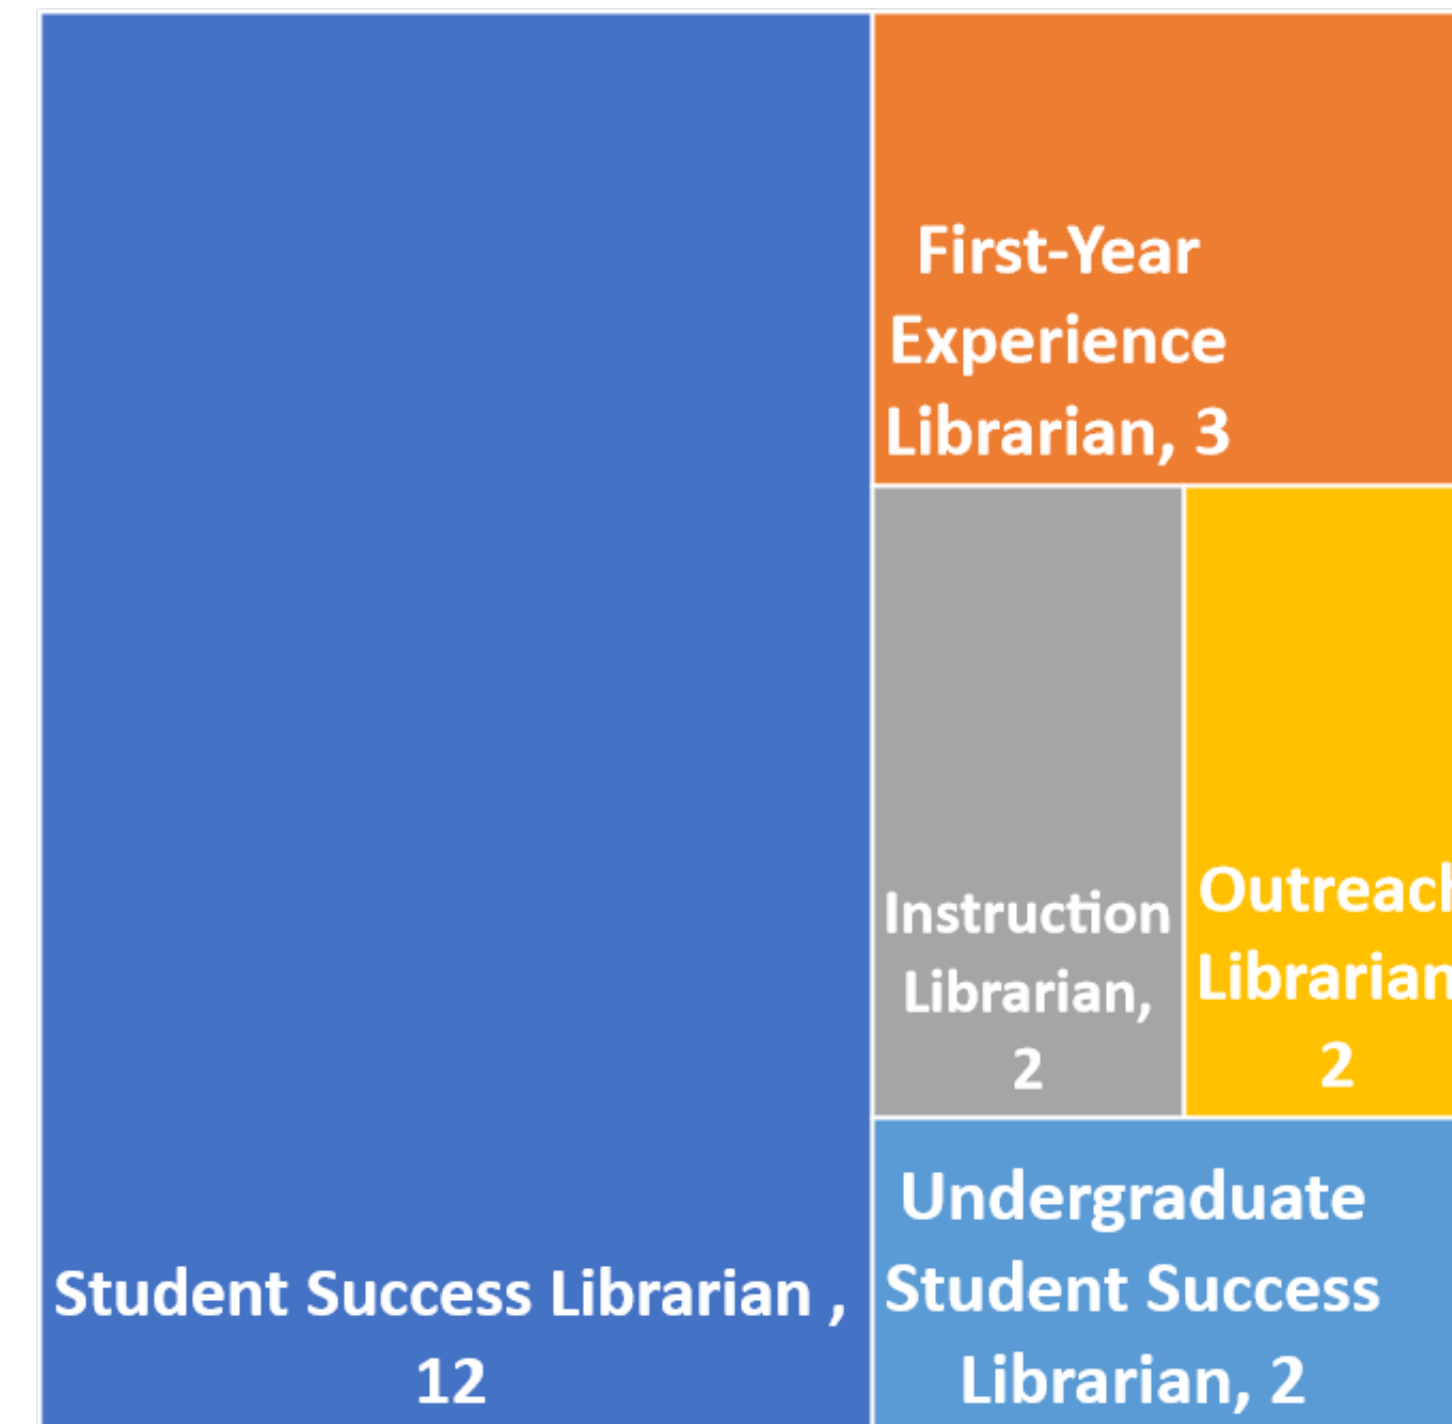 First-Year
Experience
Librarian, 3
Instruction
Librarian,
2
Outreach
Librarian
2
Undergraduate
Student Success
Librarian, 2
Student Success Librarian ,
12